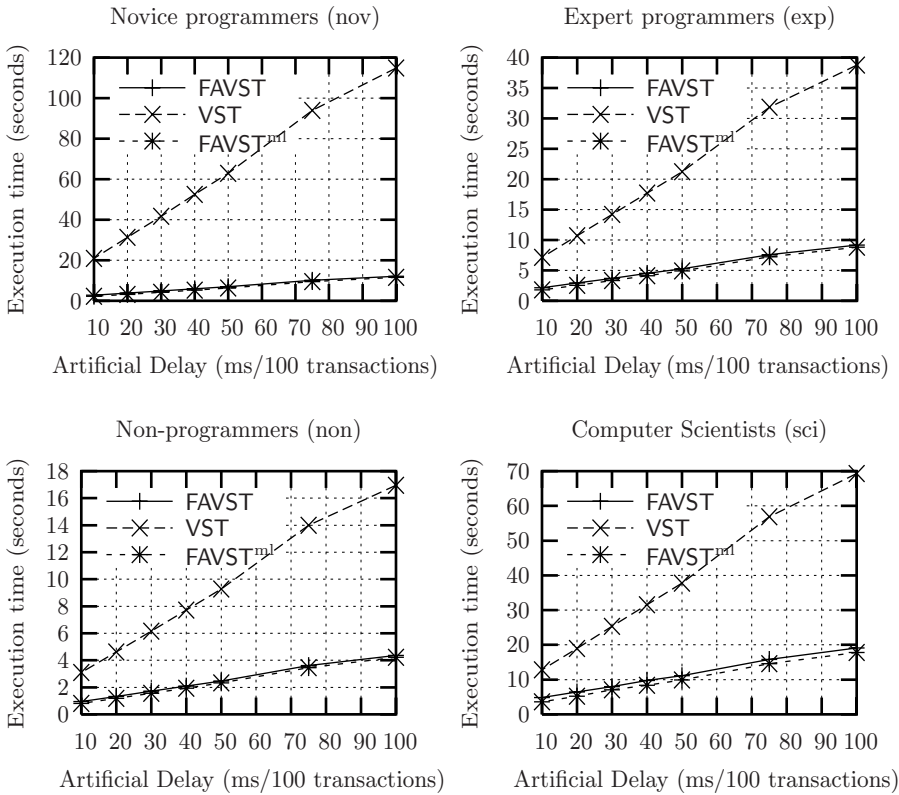 Novice programmers (nov)
Execution time (seconds)
120
100
80
60
40
20
0
FAVST
VST
FAVST^ml
10 20 30 40 50 60 70 80 90 100
Artificial Delay (ms/100 transactions)
Expert programmers (exp)
Execution time (seconds)
40
35
30
25
20
15
10
5
0
FAVST
VST
FAVST^ml
10 20 30 40 50 60 70 80 90 100
Artificial Delay (ms/100 transactions)
Non-programmers (non)
Execution time (seconds)
18
16
14
12
10
8
6
4
2
0
FAVST
VST
FAVST^ml
10 20 30 40 50 60 70 80 90 100
Artificial Delay (ms/100 transactions)
Computer Scientists (sci)
Execution time (seconds)
70
60
50
40
30
20
10
0
FAVST
VST
FAVST^ml
10 20 30 40 50 60 70 80 90 100
Artificial Delay (ms/100 transactions)